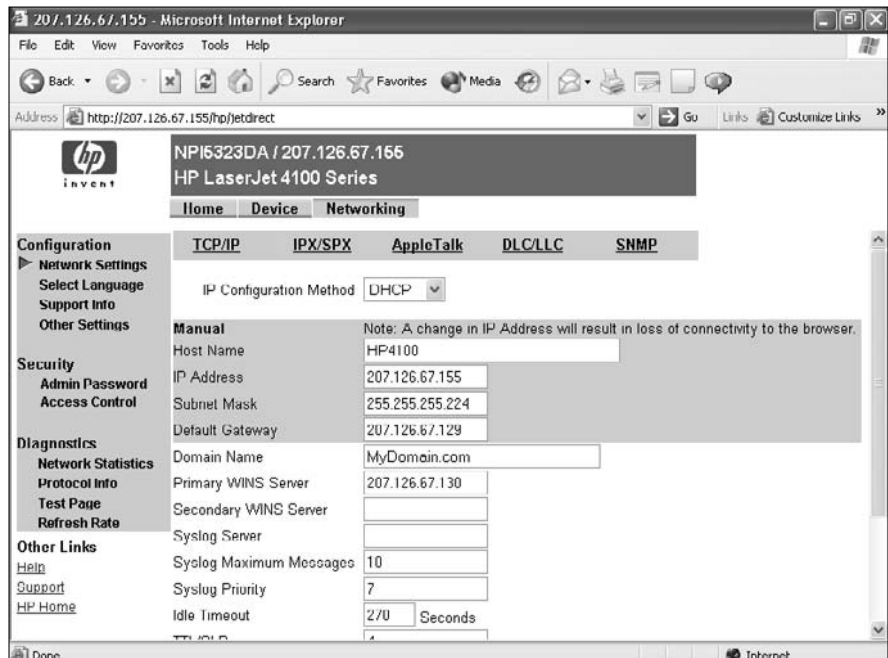 207.126.67.155 - Microsoft Internet Explorer
File Edit View Favorites Tools Help
Back Search Favorites Media
Address http://207.126.67.155/hp/jetdirect Go Links Customize Links »
hp
invent
NPI5323DA / 207.126.67.155
HP LaserJet 4100 Series
Home Device Networking
Configuration
Network Settings
Select Language
Support Info
Other Settings
Security
Admin Password
Access Control
Diagnostics
Network Statistics
Protocol Info
Test Page
Refresh Rate
Other Links
Help
Support
HP Home
TCP/IP IPX/SPX AppleTalk DLC/LLC SNMP
IP Configuration Method DHCP
Manual Note: A change in IP Address will result in loss of connectivity to the browser.
Host Name HP4100
IP Address 207.126.67.155
Subnet Mask 255.255.255.224
Default Gateway 207.126.67.129
Domain Name MyDomain.com
Primary WINS Server 207.126.67.130
Secondary WINS Server
Syslog Server
Syslog Maximum Messages 10
Syslog Priority 7
Idle Timeout 270 Seconds
Done Internet